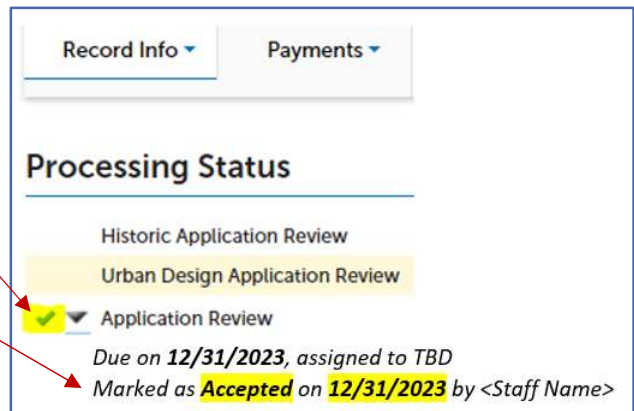 Record Info Payments
Processing Status
Historic Application Review
Urban Design Application Review
Application Review
Due on 12/31/2023, assigned to TBD
Marked as Accepted on 12/31/2023 by <Staff Name>